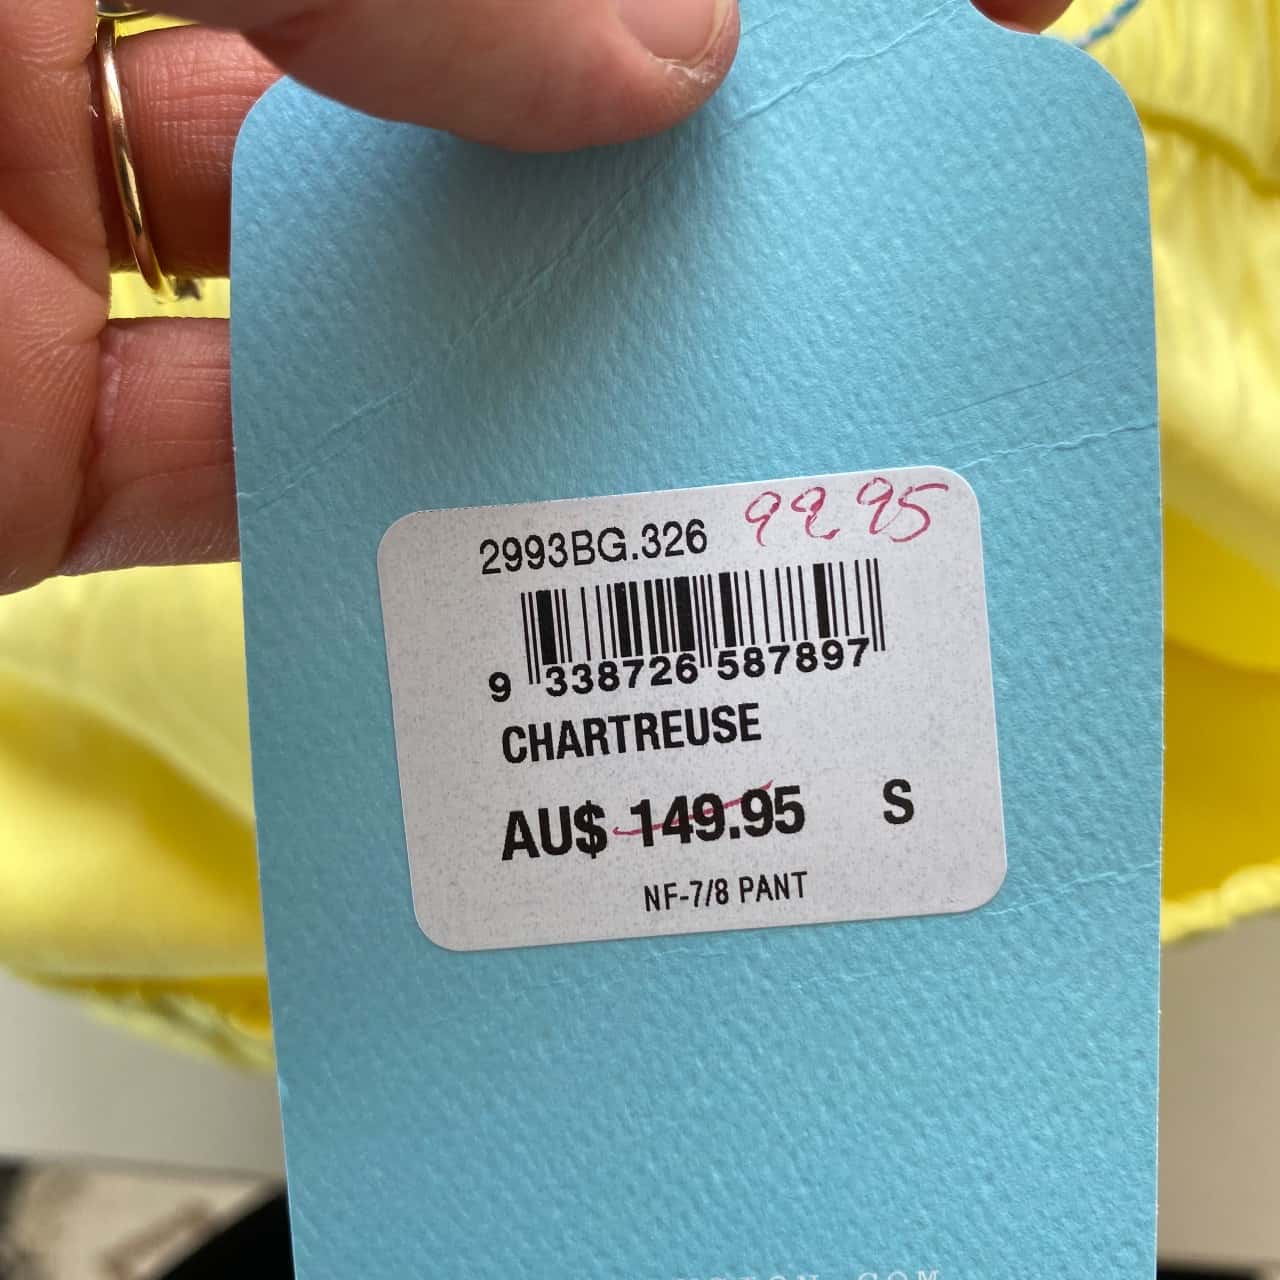 2993BG.326 99.95
9 338726 587897
CHARTREUSE
AU$ 149.95 S
NF-7/8 PANT